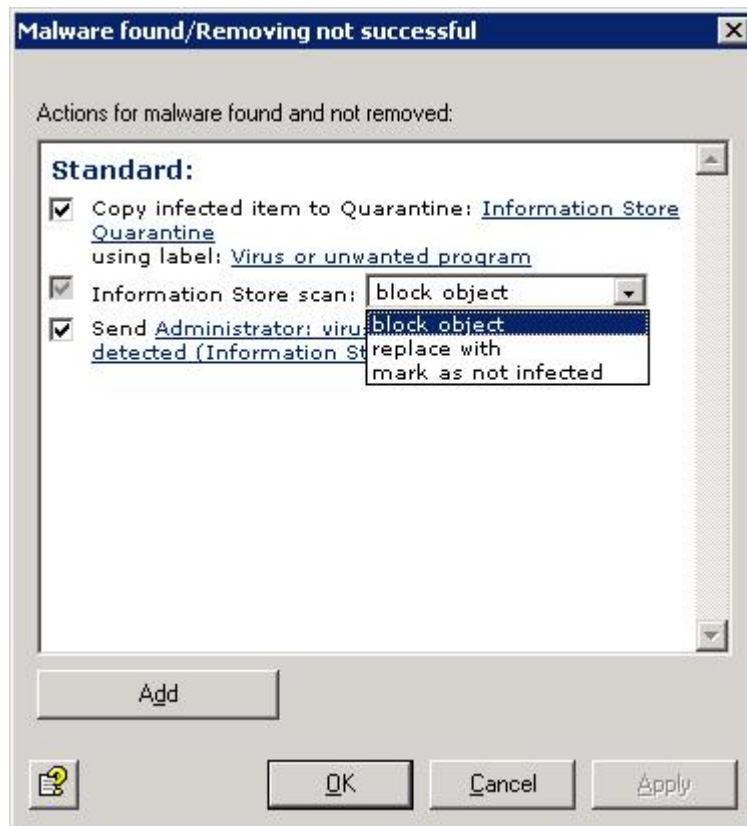 Malware found/Removing not successful
Actions for malware found and not removed:
Standard:
Copy infected item to Quarantine: Information Store
Quarantine
using label: Virus or unwanted program
Information Store scan: block object
Send Administrator: virus
detected (Information St
block object
replace with
mark as not infected
Add
OK
Cancel
Apply